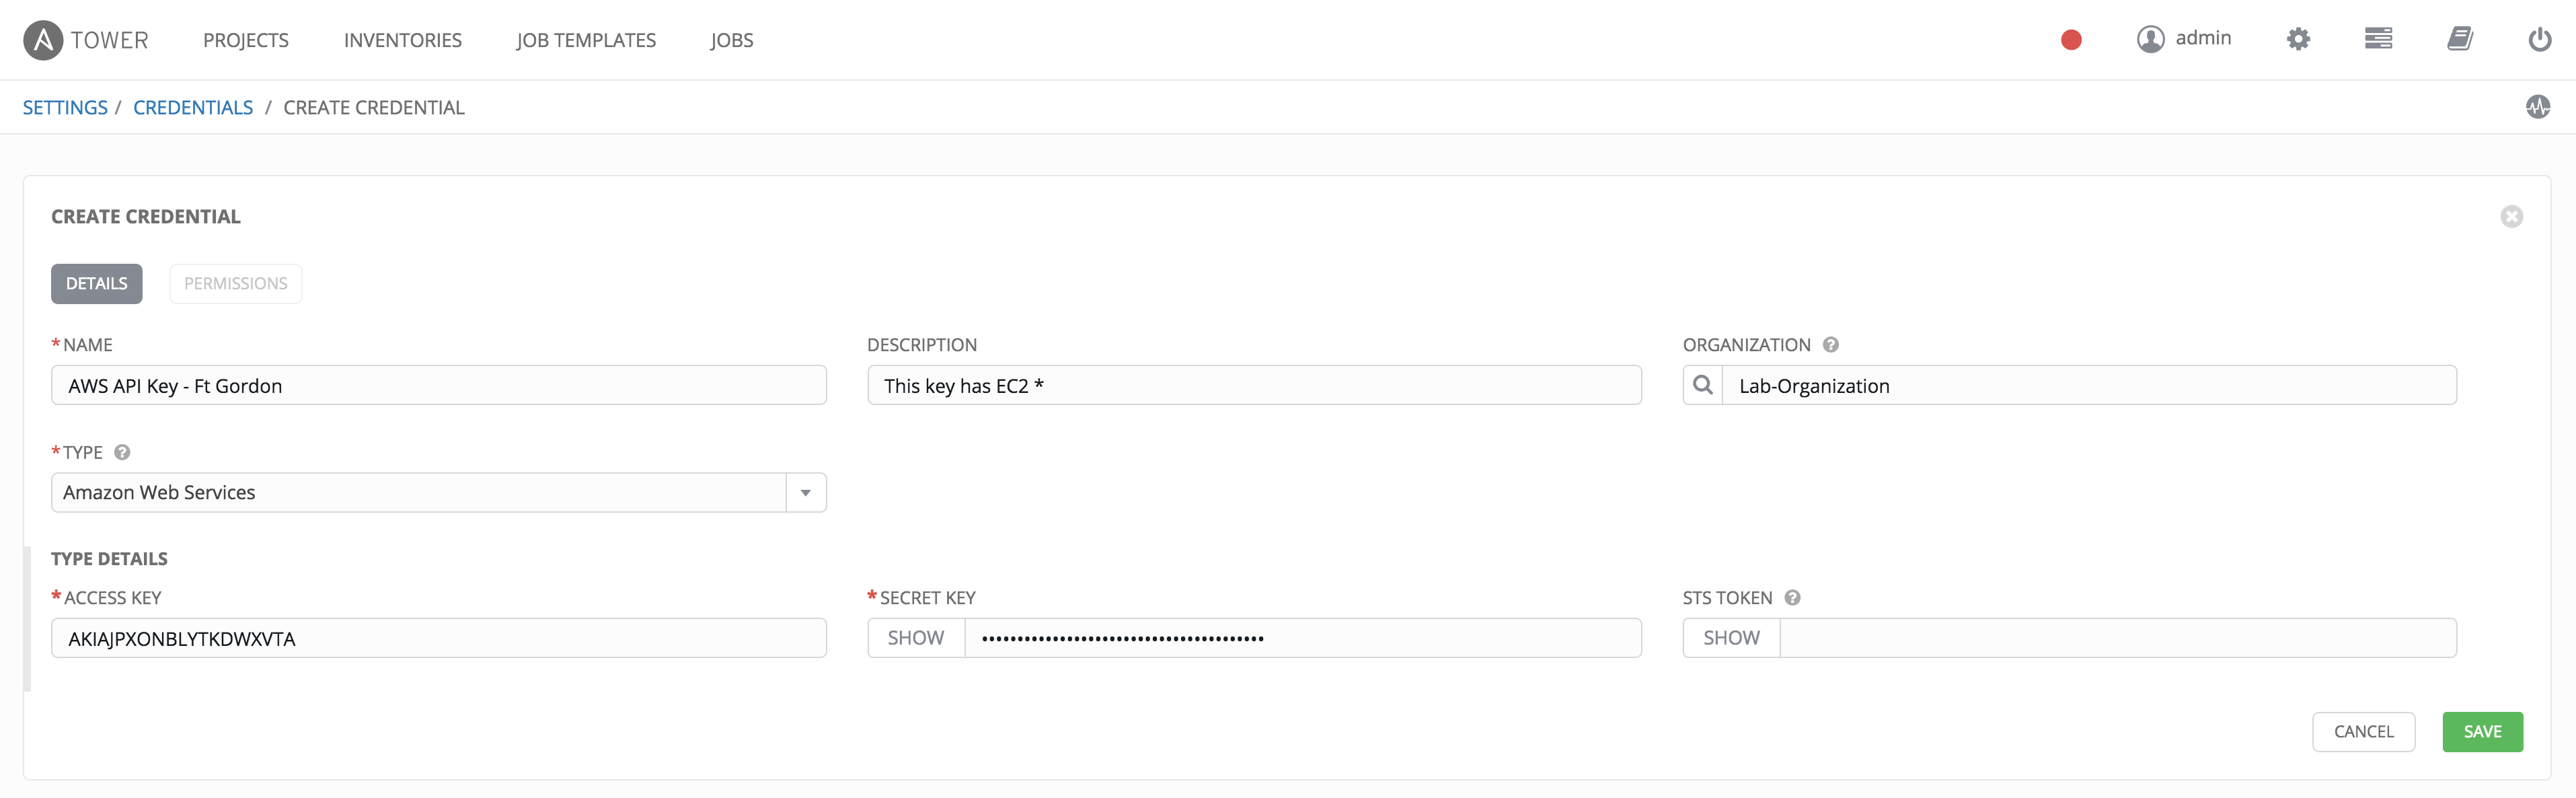 A TOWER PROJECTS INVENTORIES JOB TEMPLATES JOBS admin
SETTINGS / CREDENTIALS / CREATE CREDENTIAL
CREATE CREDENTIAL
DETAILS PERMISSIONS
* NAME DESCRIPTION ORGANIZATION ?
AWS API Key - Ft Gordon This key has EC2 * Lab-Organization
* TYPE ?
Amazon Web Services
TYPE DETAILS
* ACCESS KEY * SECRET KEY STS TOKEN ?
AKIAJPXONBLYTKDWXVTA SHOW •••••••••••••••••••••••••••••••••••••••• SHOW
CANCEL SAVE